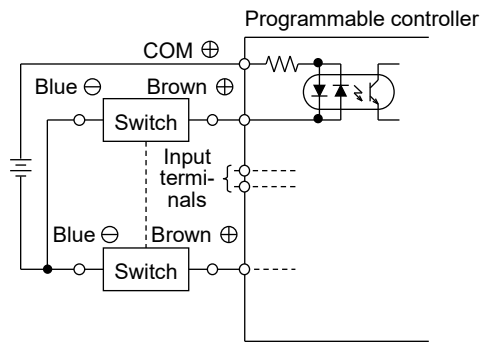 Programmable controller
COM ⊕
Blue ⊖ Brown ⊕
Switch
Input
termi-
nals
Blue ⊖ Brown ⊕
Switch